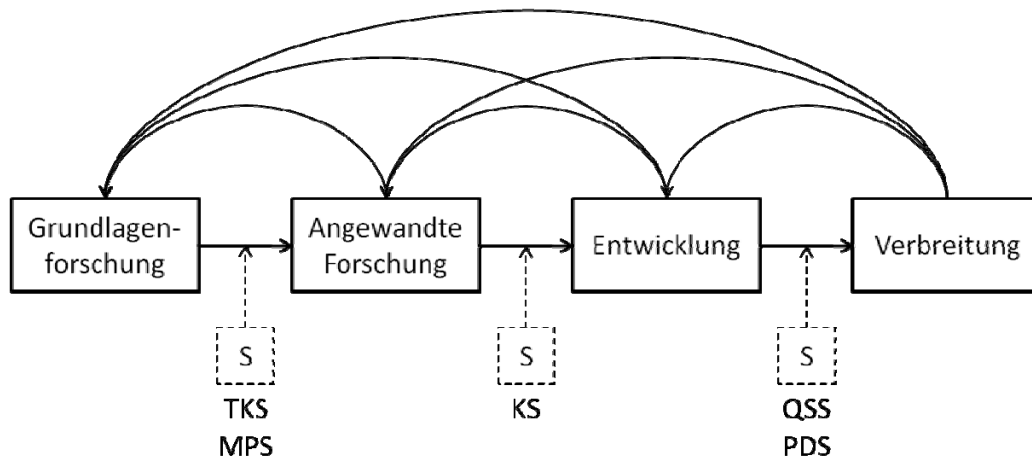 Grundlagen-
forschung
Angewandte
Forschung
Entwicklung
Verbreitung
S
S
S
TKS
MPS
KS
QSS
PDS